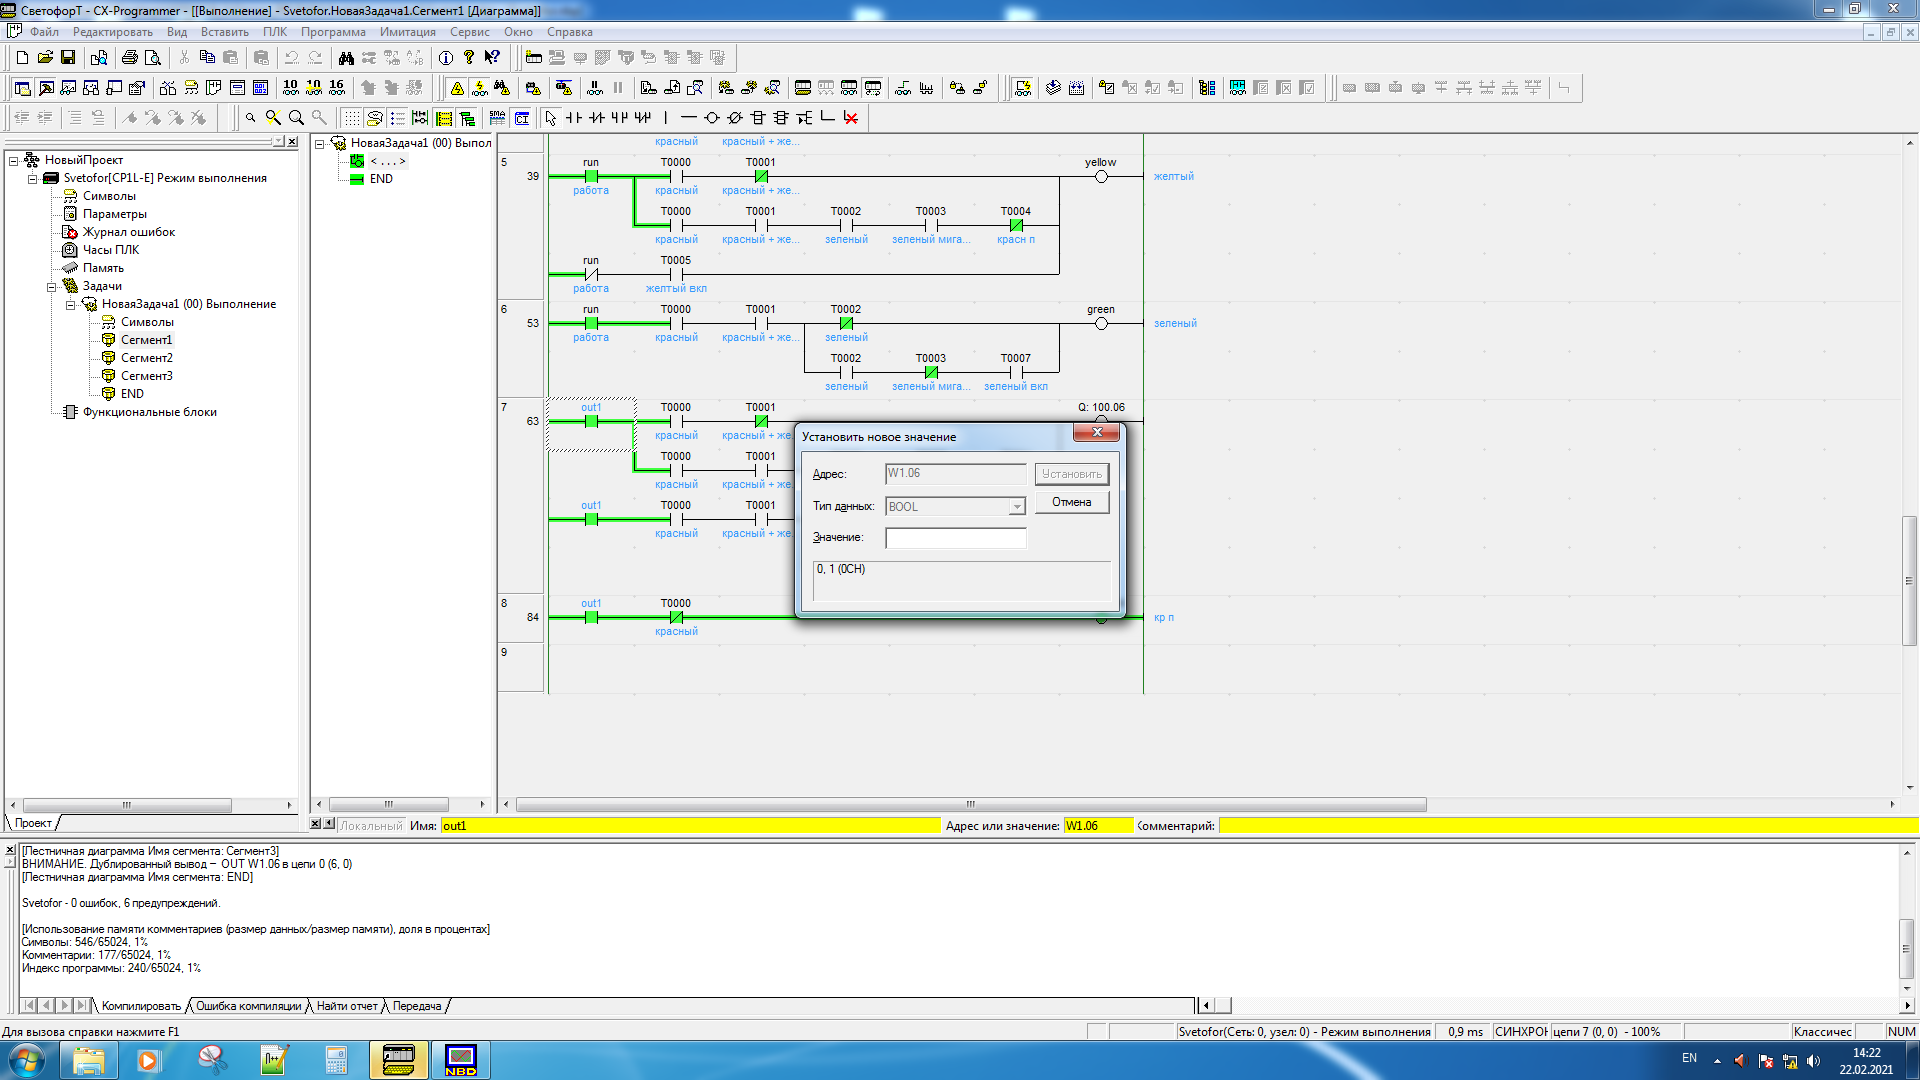 СветофорТ - CX-Programmer - [[Выполнение] - Svetofor.НоваяЗадача1.Сегмент1 [Диаграмма]]
Файл Редактировать Вид Вставить ПЛК Программа Имитация Сервис Окно Справка
10 10 16
SMA
CI
НовыйПроект
Svetofor[CP1L-E] Режим выполнения
Символы
Параметры
Журнал ошибок
Часы ПЛК
Память
Задачи
НоваяЗадача1 (00) Выполнение
Символы
Сегмент1
Сегмент2
Сегмент3
END
Функциональные блоки
Проект
НоваяЗадача1 (00) Выпол
< ... >
END
красный красный + же...
5 run T0000 T0001 yellow
39 желтый
работа красный красный + же...
T0000 T0001 T0002 T0003 T0004
красный красный + же... зеленый зеленый мига... красн п
run T0005
работа желтый вкл
6 run T0000 T0001 T0002 green
53 зеленый
работа красный красный + же... зеленый
T0002 T0003 T0007
зеленый зеленый мига... зеленый вкл
7 out1 T0000 T0001 Q: 100.06
63
красный красный + же
T0000 T0001
красный красный + же
out1 T0000 T0001
красный красный + же
8 out1 T0000
84 кр п
красный
9
Установить новое значение
Адрес: W1.06 Установить
Тип данных: BOOL Отмена
Значение:
0, 1 (0CH)
Локальный Имя: out1 Адрес или значение: W1.06 Комментарий:
[Лестничная диаграмма Имя сегмента: Сегмент3]
ВНИМАНИЕ. Дублированный вывод – OUT W1.06 в цепи 0 (6, 0)
[Лестничная диаграмма Имя сегмента: END]
Svetofor - 0 ошибок, 6 предупреждений.
[Использование памяти комментариев (размер данных/размер памяти), доля в процентах]
Символы: 546/65024, 1%
Комментарии: 177/65024, 1%
Индекс программы: 240/65024, 1%
Компилировать Ошибка компиляции Найти отчет Передача
Для вызова справки нажмите F1 Svetofor(Сеть: 0, узел: 0) - Режим выполнения 0,9 ms СИНХРОН цепи 7 (0, 0) - 100% Классичес NUM
NBD
EN
14:22
22.02.2021